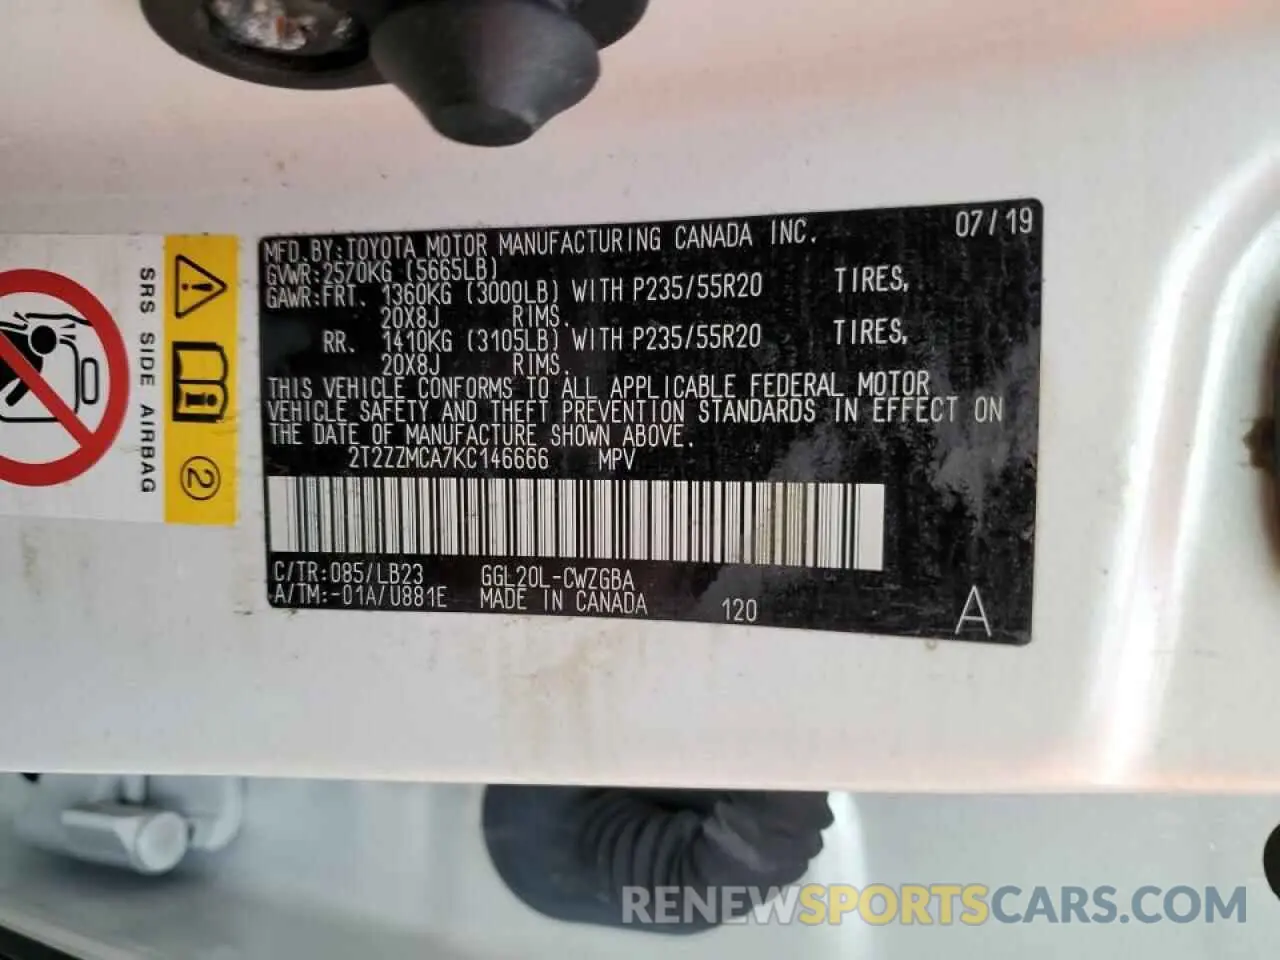 MFD.BY:TOYOTA MOTOR MANUFACTURING CANADA INC. 07/19
GVWR:2570KG (5665LB)
GAWR:FRT. 1360KG (3000LB) WITH P235/55R20 TIRES,
20X8J RIMS.
RR. 1410KG (3105LB) WITH P235/55R20 TIRES,
20X8J RIMS.
THIS VEHICLE CONFORMS TO ALL APPLICABLE FEDERAL MOTOR
VEHICLE SAFETY AND THEFT PREVENTION STANDARDS IN EFFECT ON
THE DATE OF MANUFACTURE SHOWN ABOVE.
2T2ZZMCA7KC146666 MPV
C/TR:085/LB23 GGL20L-CWZGBA
A/TM:-01A/U881E MADE IN CANADA 120 A
SRS SIDE AIRBAG
2
RENEWSPORTSCARS.COM